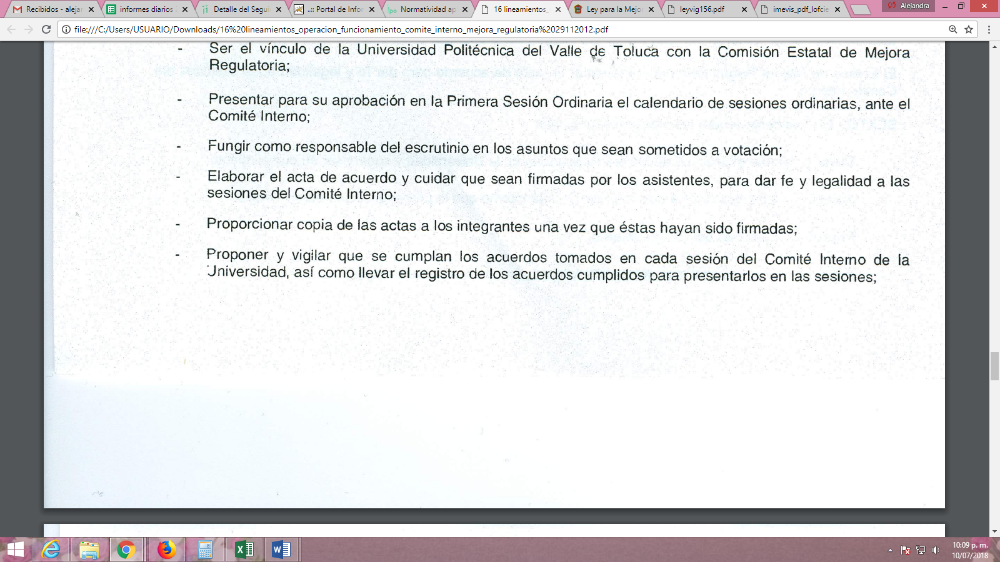 Recibidos - alejar
informes diarios
Detalle del Segui
..:: Portal de Infor
Normatividad ap
16 lineamientos_
Ley para la Mejo
leyvig156.pdf
imevis_pdf_lofcie
Alejandra
file:///C:/Users/USUARIO/Downloads/16%20lineamientos_operacion_funcionamiento_comite_interno_mejora_regulatoria%2029112012.pdf
- Ser el vínculo de la Universidad Politécnica del Valle de Toluca con la Comisión Estatal de Mejora
Regulatoria;
- Presentar para su aprobación en la Primera Sesión Ordinaria el calendario de sesiones ordinarias, ante el
Comité Interno;
- Fungir como responsable del escrutinio en los asuntos que sean sometidos a votación;
- Elaborar el acta de acuerdo y cuidar que sean firmadas por los asistentes, para dar fe y legalidad a las
sesiones del Comité Interno;
- Proporcionar copia de las actas a los integrantes una vez que éstas hayan sido firmadas;
- Proponer y vigilar que se cumplan los acuerdos tomados en cada sesión del Comité Interno de la
Universidad, así como llevar el registro de los acuerdos cumplidos para presentarlos en las sesiones;
10:09 p. m.
10/07/2018